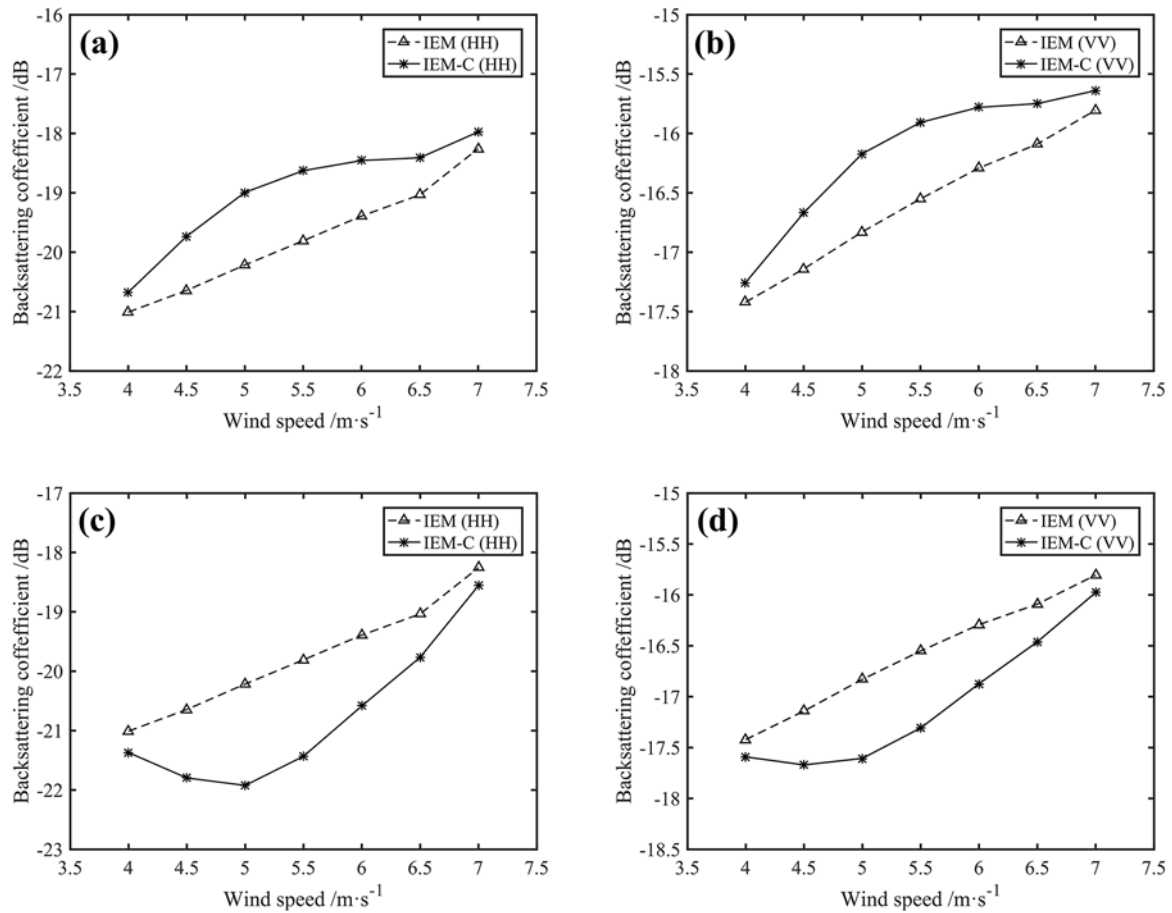 (a)
IEM (HH)
IEM-C (HH)
Backsattering coffefficient /dB
-16
-17
-18
-19
-20
-21
-22
3.5 4 4.5 5 5.5 6 6.5 7 7.5
Wind speed /m·s-1
(b)
IEM (VV)
IEM-C (VV)
Backsattering coffefficient /dB
-15
-15.5
-16
-16.5
-17
-17.5
-18
3.5 4 4.5 5 5.5 6 6.5 7 7.5
Wind speed /m·s-1
(c)
IEM (HH)
IEM-C (HH)
Backsattering coffefficient /dB
-17
-18
-19
-20
-21
-22
-23
3.5 4 4.5 5 5.5 6 6.5 7 7.5
Wind speed /m·s-1
(d)
IEM (VV)
IEM-C (VV)
Backsattering coffefficient /dB
-15
-15.5
-16
-16.5
-17
-17.5
-18
-18.5
3.5 4 4.5 5 5.5 6 6.5 7 7.5
Wind speed /m·s-1